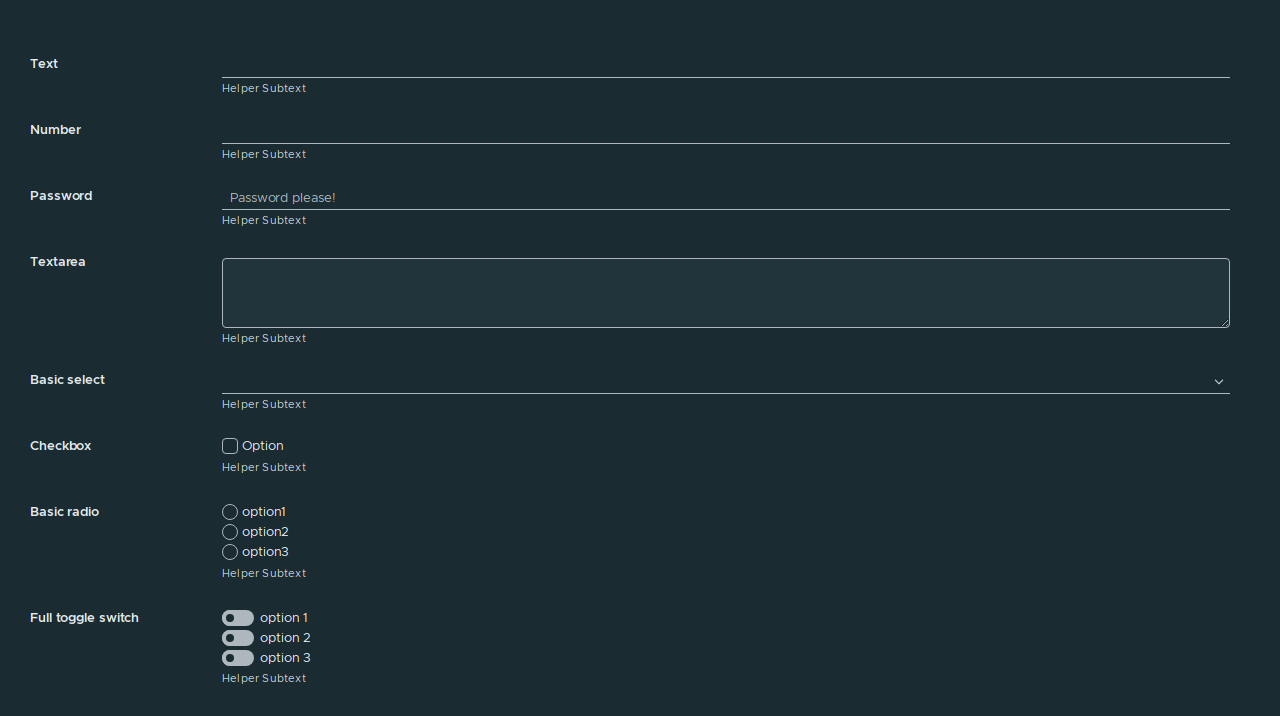 Text
Helper Subtext
Number
Helper Subtext
Password
Password please!
Helper Subtext
Textarea
Helper Subtext
Basic select
Helper Subtext
Checkbox
Option
Helper Subtext
Basic radio
option1
option2
option3
Helper Subtext
Full toggle switch
option 1
option 2
option 3
Helper Subtext